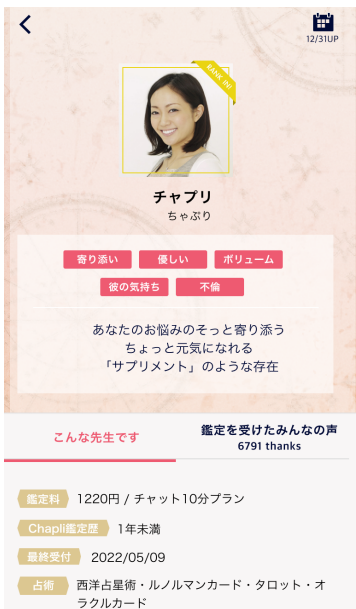 12/31UP
RANK IN!
チャプリ
ちゃぷり
寄り添い 優しい ボリューム
彼の気持ち 不倫
あなたのお悩みのそっと寄り添う
ちょっと元気になれる
「サプリメント」のような存在
こんな先生です
鑑定を受けたみんなの声
6791 thanks
鑑定料 1220円 / チャット10分プラン
Chapli鑑定歴 1年未満
最終受付 2022/05/09
占術 西洋占星術・ルノルマンカード・タロット・オ
ラクルカード